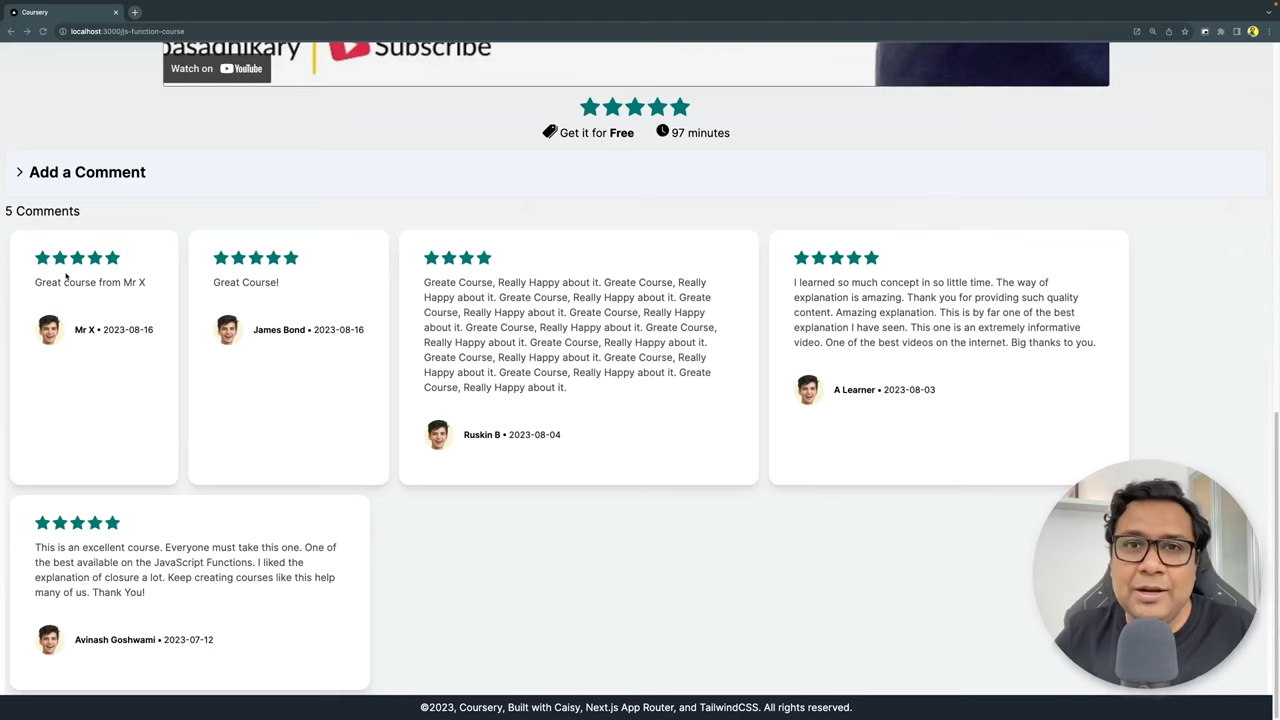 Coursery
localhost:3000/js-function-course
Subscribe
Watch on YouTube
Get it for Free
97 minutes
Add a Comment
5 Comments
Great course from Mr X
Mr X • 2023-08-16
Great Course!
James Bond • 2023-08-16
Greate Course, Really Happy about it. Greate Course, Really
Happy about it. Greate Course, Really Happy about it. Greate
Course, Really Happy about it. Greate Course, Really Happy
about it. Greate Course, Really Happy about it. Greate Course,
Really Happy about it. Greate Course, Really Happy about it.
Greate Course, Really Happy about it. Greate Course, Really
Happy about it. Greate Course, Really Happy about it. Greate
Course, Really Happy about it.
Ruskin B • 2023-08-04
I learned so much concept in so little time. The way of
explanation is amazing. Thank you for providing such quality
content. Amazing explanation. This is by far one of the best
explanation I have seen. This one is an extremely informative
video. One of the best videos on the internet. Big thanks to you.
A Learner • 2023-08-03
This is an excellent course. Everyone must take this one. One of
the best available on the JavaScript Functions. I liked the
explanation of closure a lot. Keep creating courses like this help
many of us. Thank You!
Avinash Goshwami • 2023-07-12
©2023, Coursery, Built with Caisy, Next.js App Router, and TailwindCSS. All rights reserved.